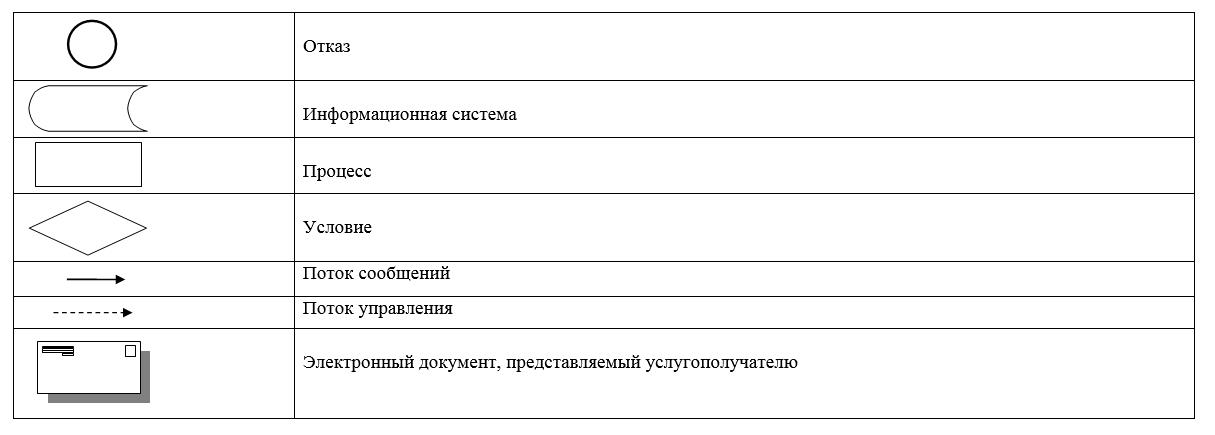 Отказ
Информационная система
Процесс
Условие
Поток сообщений
Поток управления
Электронный документ, представляемый услугополучателю